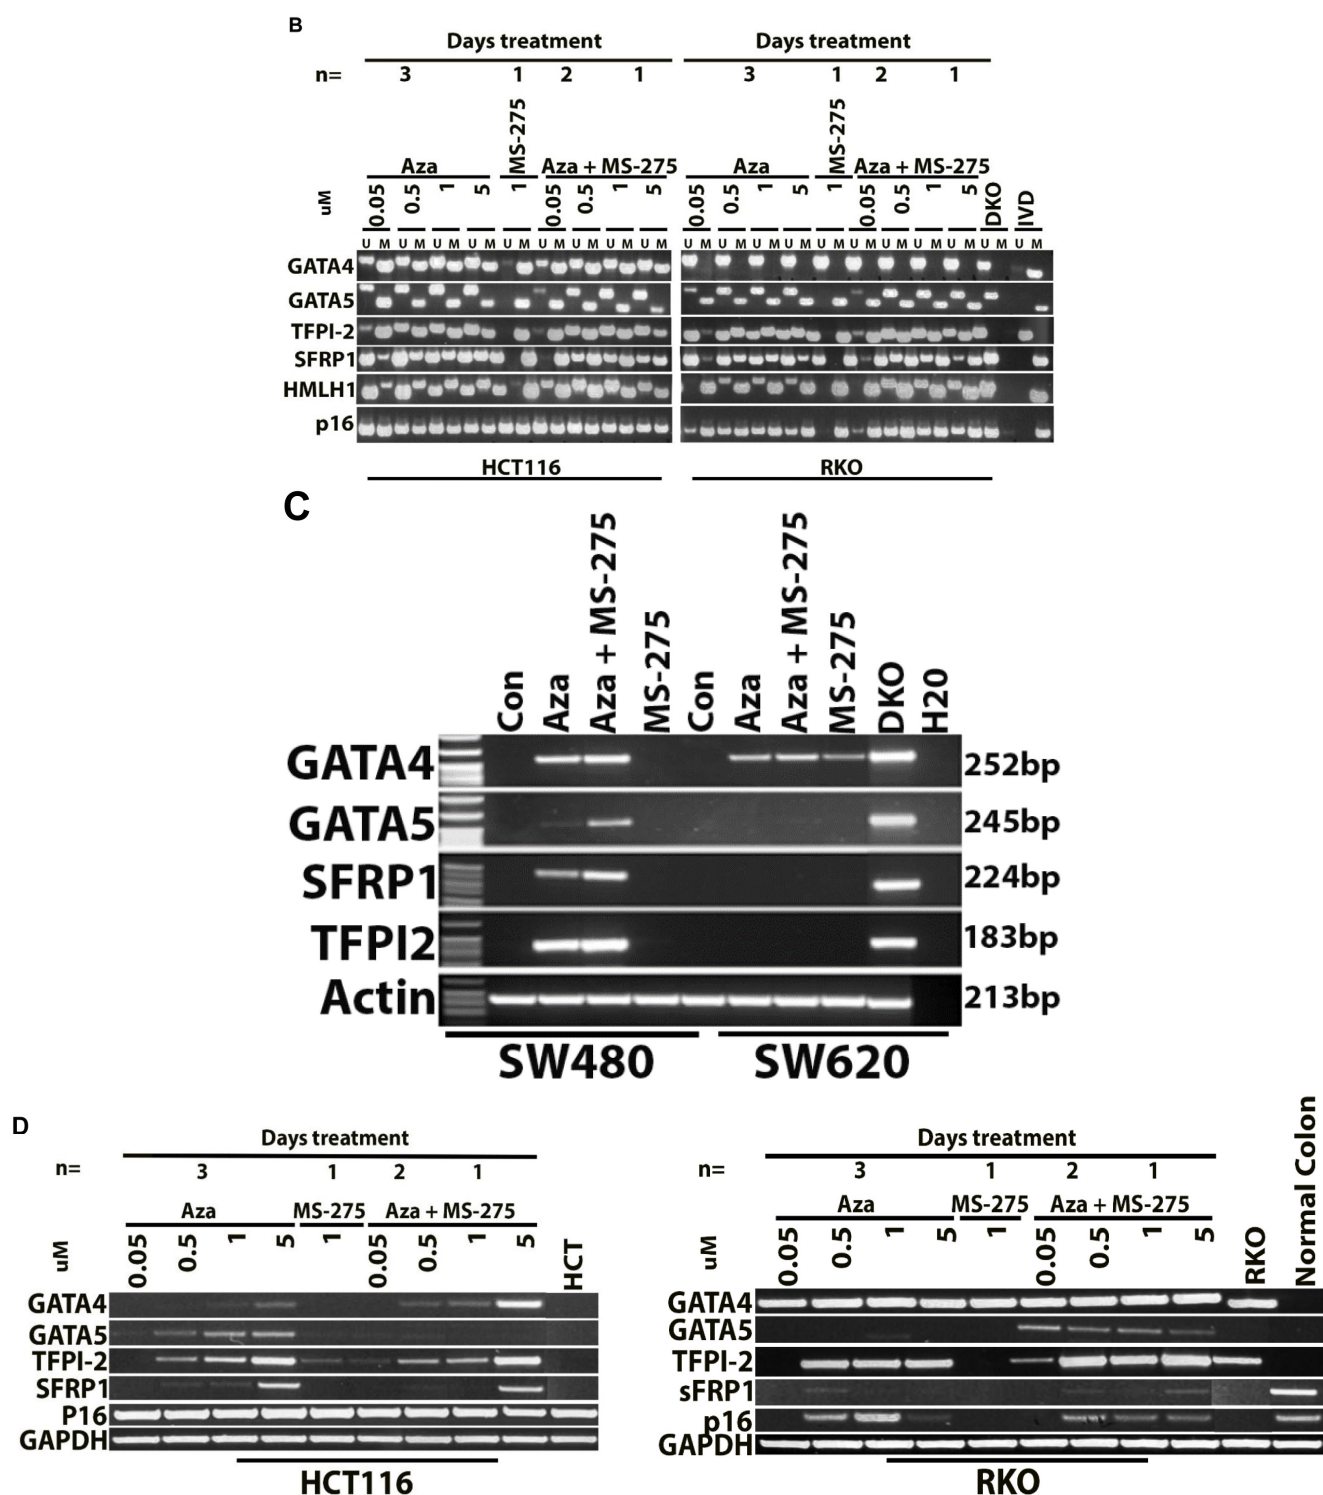 B
Days treatment Days treatment
n= 3 1 2 1 3 1 2 1
MS-275 MS-275
Aza Aza + MS-275 Aza Aza + MS-275
uM 0.05 0.5 1 5 1 0.05 0.5 1 5 0.05 0.5 1 5 1 0.05 0.5 1 5 DKO IVD
U M U M U M U M U M U M U M U M U M U M U M U M U M U M U M U M U M U M U M U M
GATA4
GATA5
TFPI-2
SFRP1
HMLH1
p16
HCT116 RKO
C
Con Aza Aza + MS-275 MS-275 Con Aza Aza + MS-275 MS-275 DKO H20
GATA4 252bp
GATA5 245bp
SFRP1 224bp
TFPI2 183bp
Actin 213bp
SW480 SW620
D
Days treatment
n= 3 1 2 1
Aza MS-275 Aza + MS-275
uM 0.05 0.5 1 5 0.05 0.5 1 5 HCT
GATA4
GATA5
TFPI-2
SFRP1
P16
GAPDH
HCT116
Days treatment
n= 3 1 2 1
Aza MS-275 Aza + MS-275
uM 0.05 0.5 1 5 0.05 0.5 1 5 RKO Normal Colon
GATA4
GATA5
TFPI-2
sFRP1
p16
GAPDH
RKO